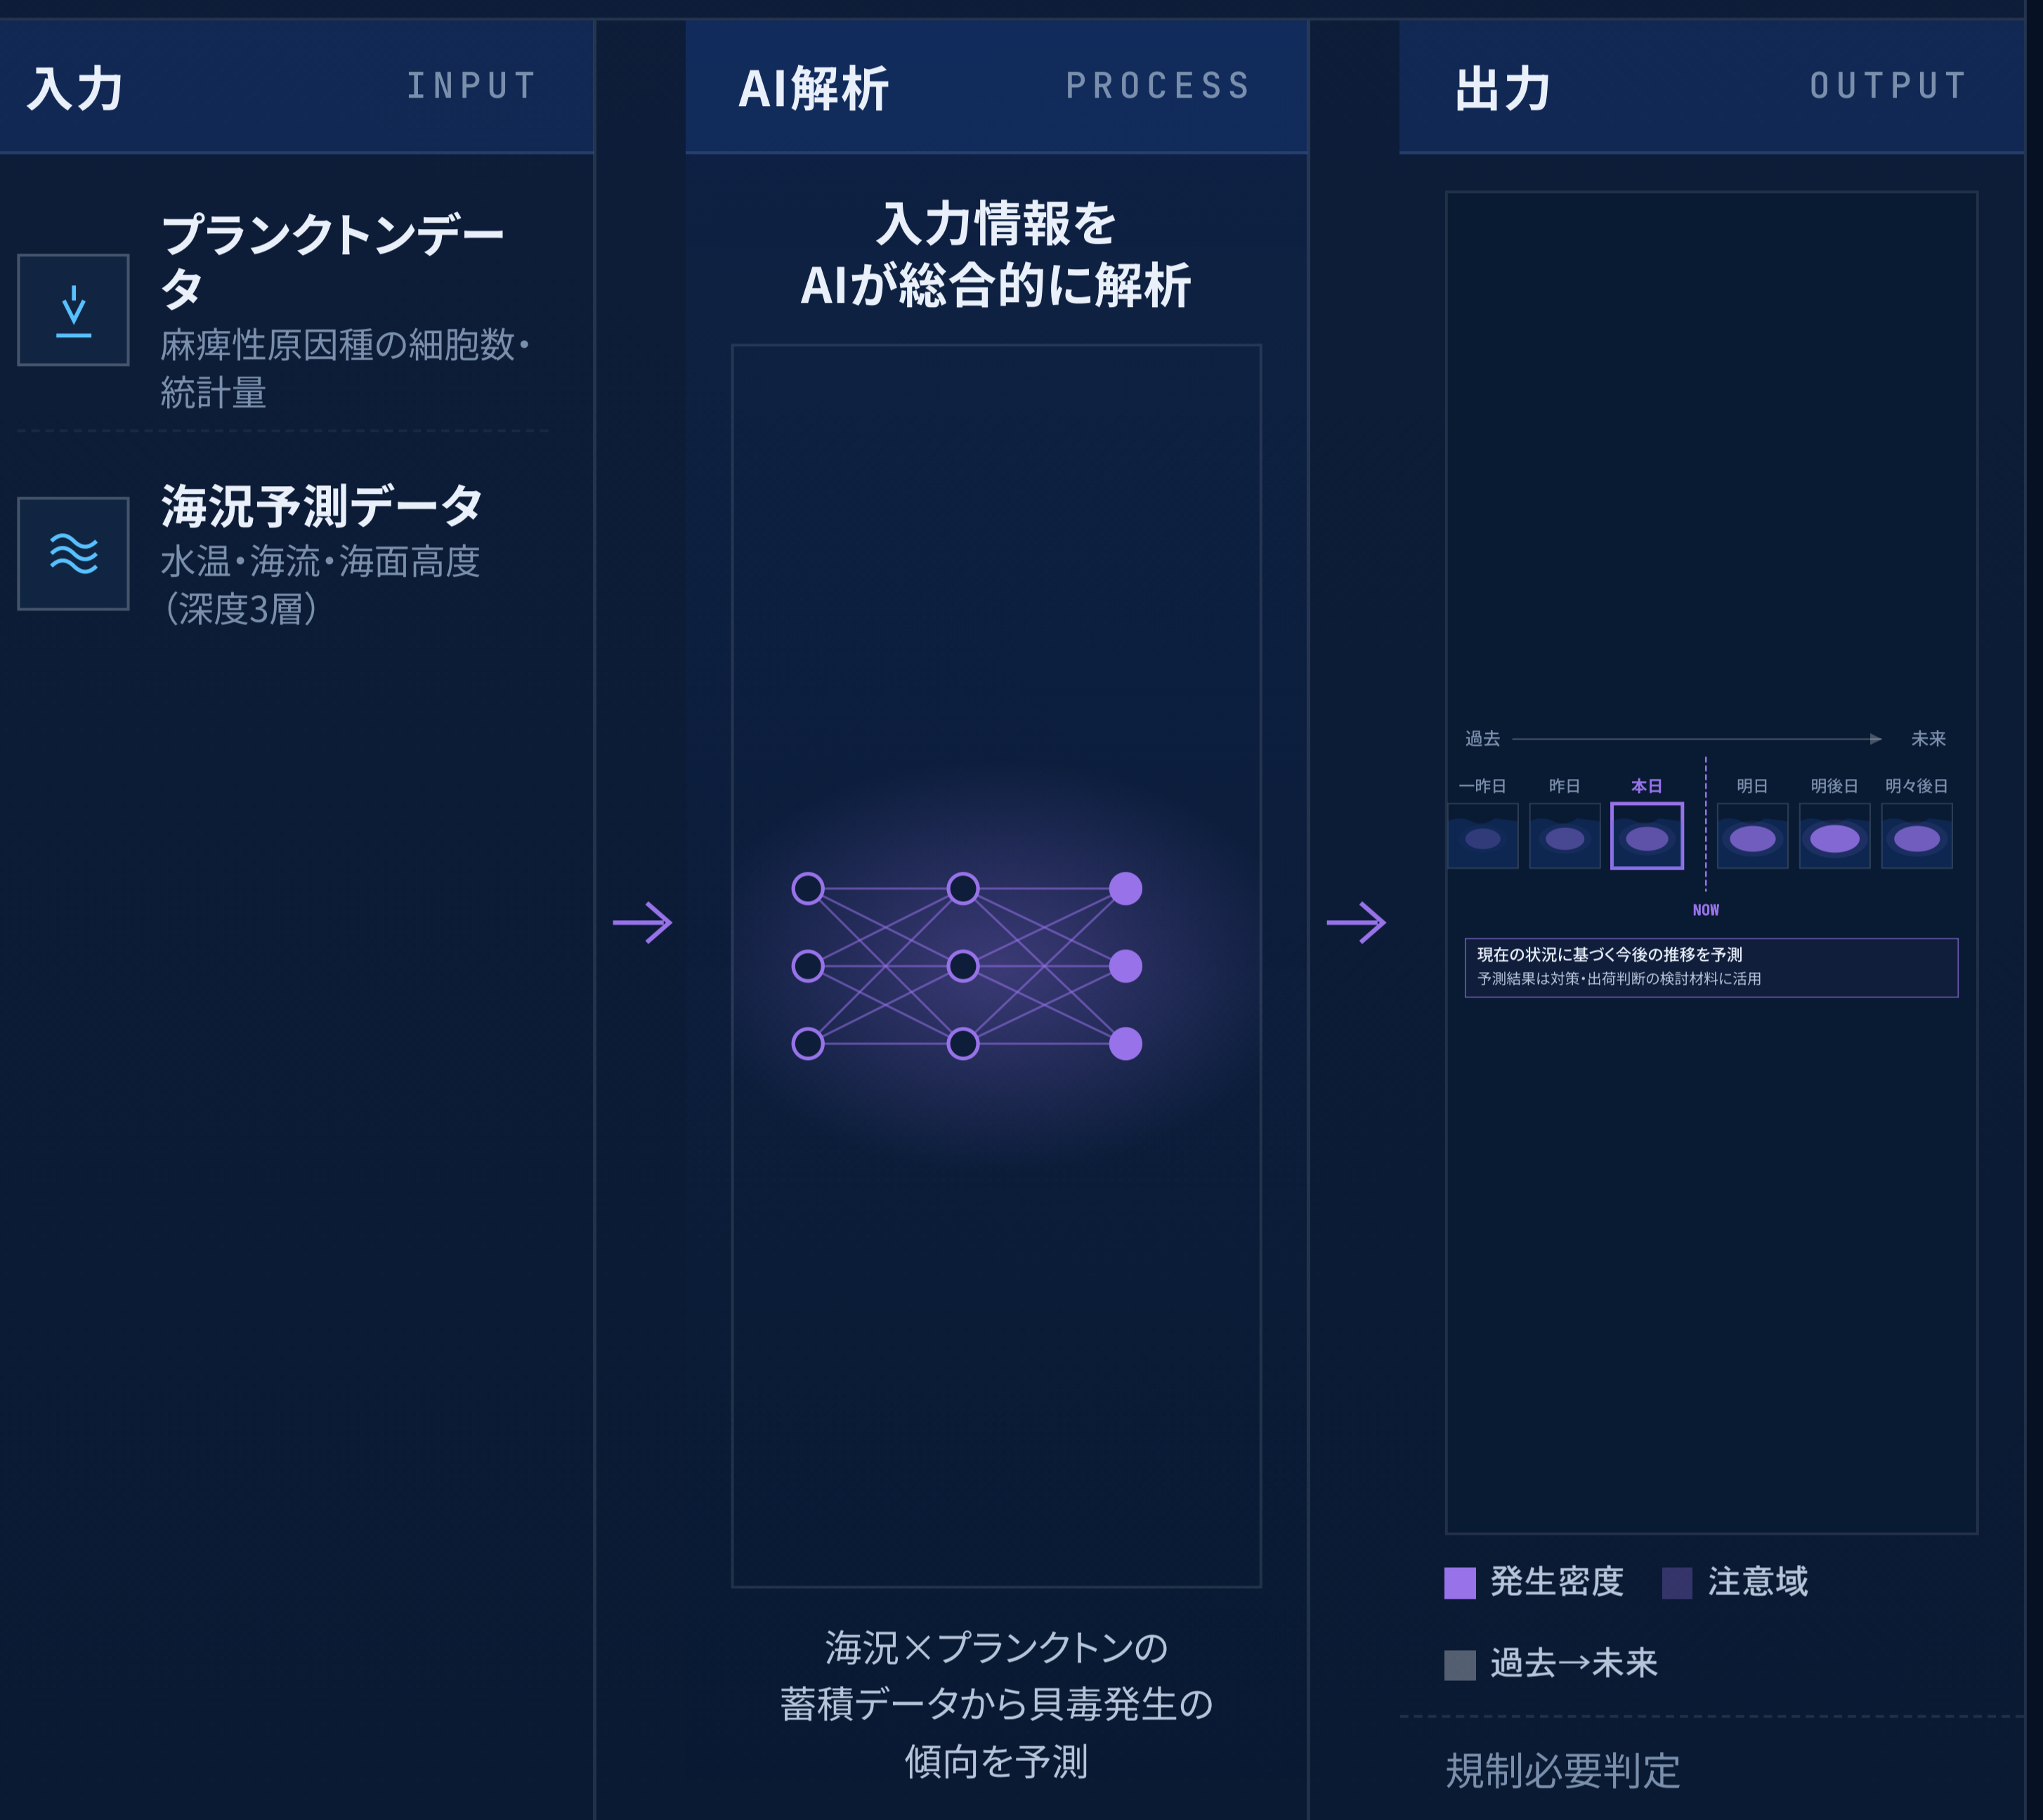 入力
INPUT
プランクトンデー
タ
麻痺性原因種の細胞数・
統計量
海況予測データ
水温・海流・海面高度
（深度3層）
AI解析
PROCESS
入力情報を
AIが総合的に解析
海況×プランクトンの
蓄積データから貝毒発生の
傾向を予測
出力
OUTPUT
過去
未来
一昨日
昨日
本日
明日
明後日
明々後日
NOW
現在の状況に基づく今後の推移を予測
予測結果は対策・出荷判断の検討材料に活用
発生密度
注意域
過去→未来
規制必要判定